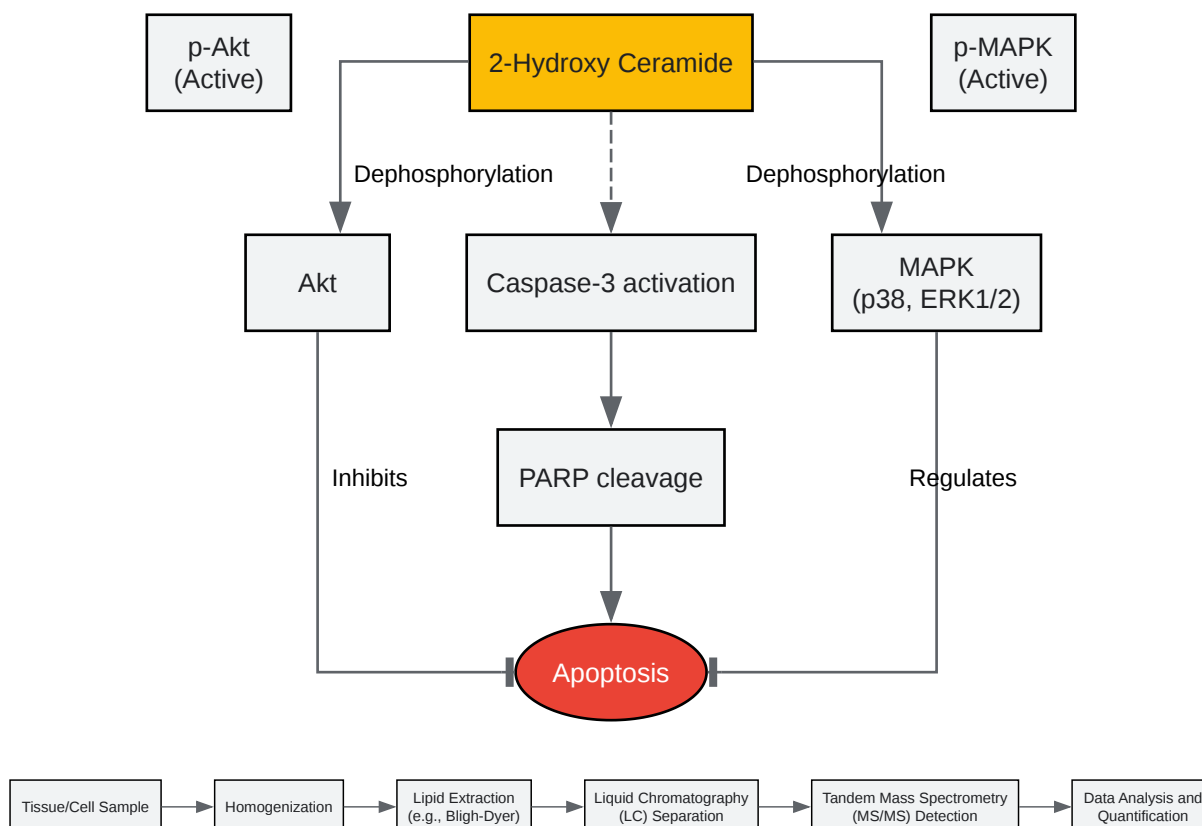 p-Akt
(Active)
2-Hydroxy Ceramide
p-MAPK
(Active)
Dephosphorylation
Dephosphorylation
Akt
Caspase-3 activation
MAPK
(p38, ERK1/2)
Inhibits
PARP cleavage
Regulates
Apoptosis
Tissue/Cell Sample
Homogenization
Lipid Extraction
(e.g., Bligh-Dyer)
Liquid Chromatography
(LC) Separation
Tandem Mass Spectrometry
(MS/MS) Detection
Data Analysis and
Quantification